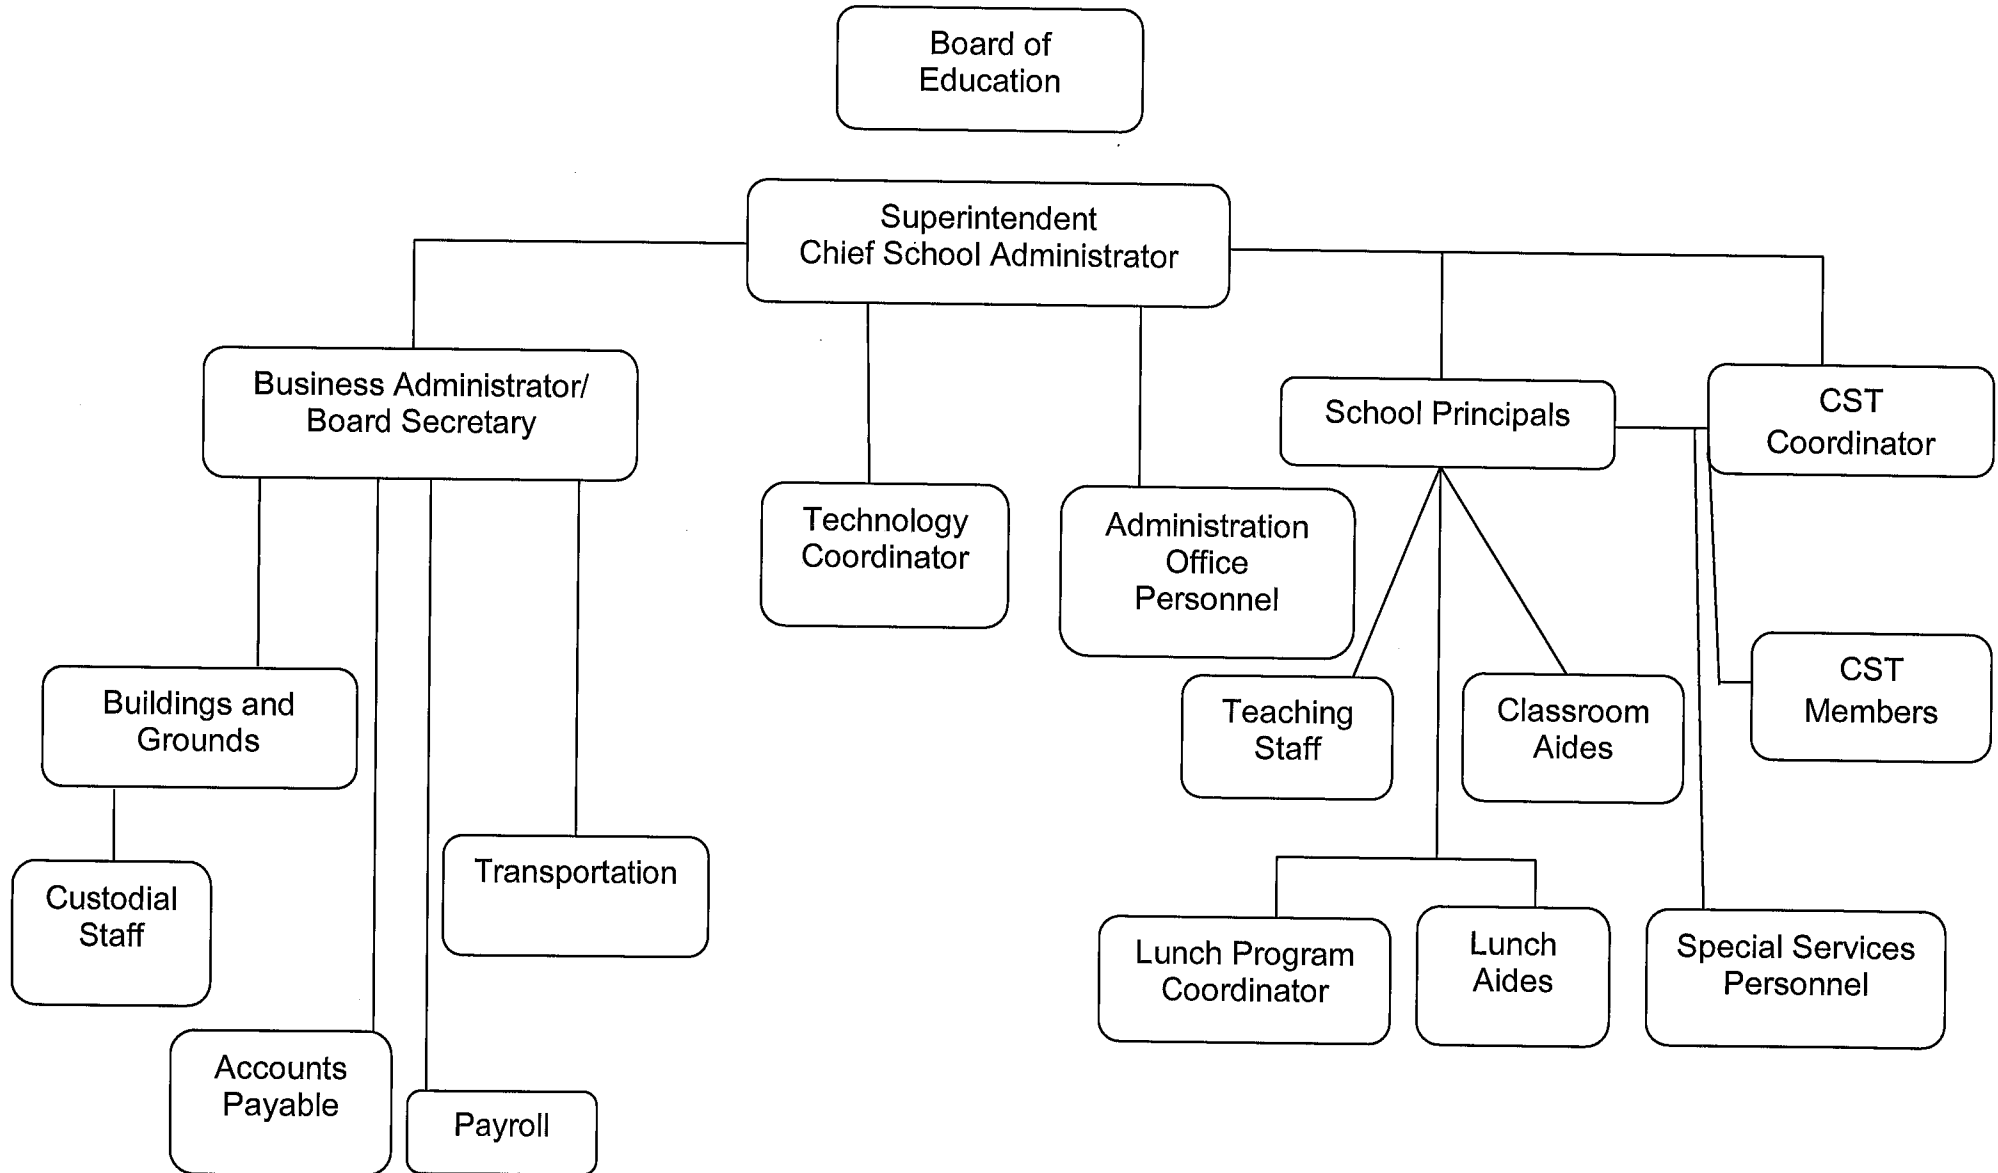 Board of
Education
Superintendent
Chief School Administrator
Business Administrator/
Board Secretary
School Principals
CST
Coordinator
Technology
Coordinator
Administration
Office
Personnel
Buildings and
Grounds
Teaching
Staff
Classroom
Aides
CST
Members
Custodial
Staff
Transportation
Lunch Program
Coordinator
Lunch
Aides
Special Services
Personnel
Accounts
Payable
Payroll